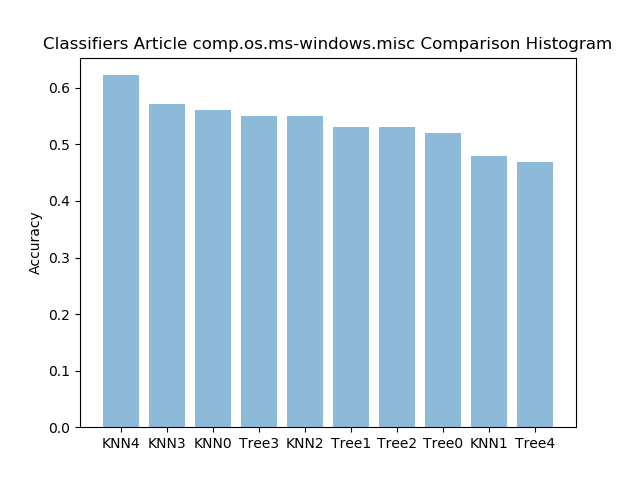 Classifiers Article comp.os.ms-windows.misc Comparison Histogram
Accuracy
0.6
0.5
0.4
0.3
0.2
0.1
0.0
KNN4 KNN3 KNN0 Tree3 KNN2 Tree1 Tree2 Tree0 KNN1 Tree4